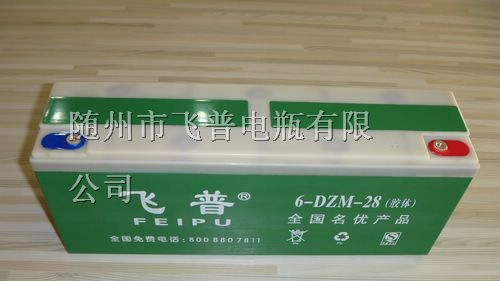 随州市飞普电瓶有限
公司
飞普®
FEIPU
全国免费电话:800 880 7811
6-DZM-28(胶体)
全国名优产品
Pb